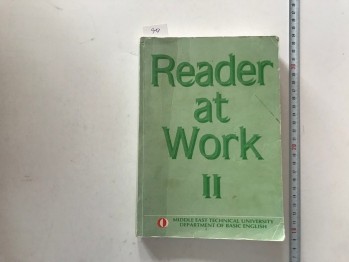 Reader
at
Work
II
MIDDLE EAST TECHNICAL UNIVERSITY
DEPARTMENT OF BASIC ENGLISH